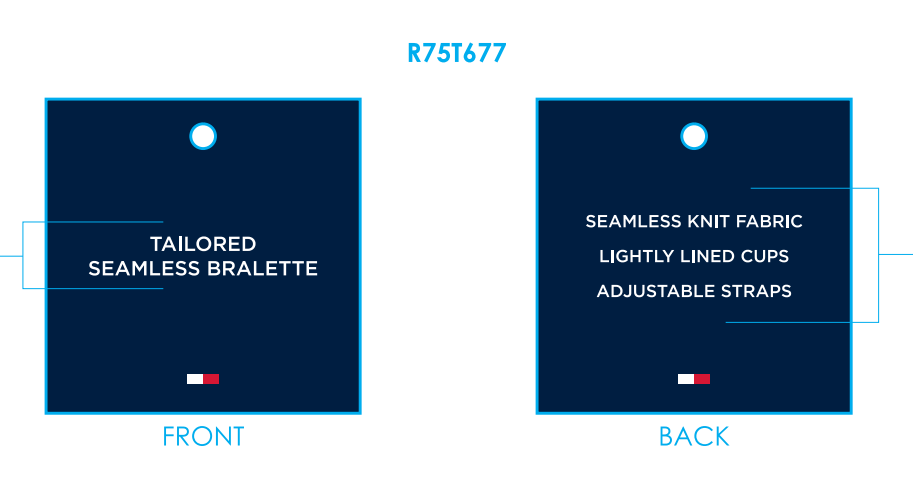 R75T677
TAILORED
SEAMLESS BRALETTE
FRONT
SEAMLESS KNIT FABRIC
LIGHTLY LINED CUPS
ADJUSTABLE STRAPS
BACK